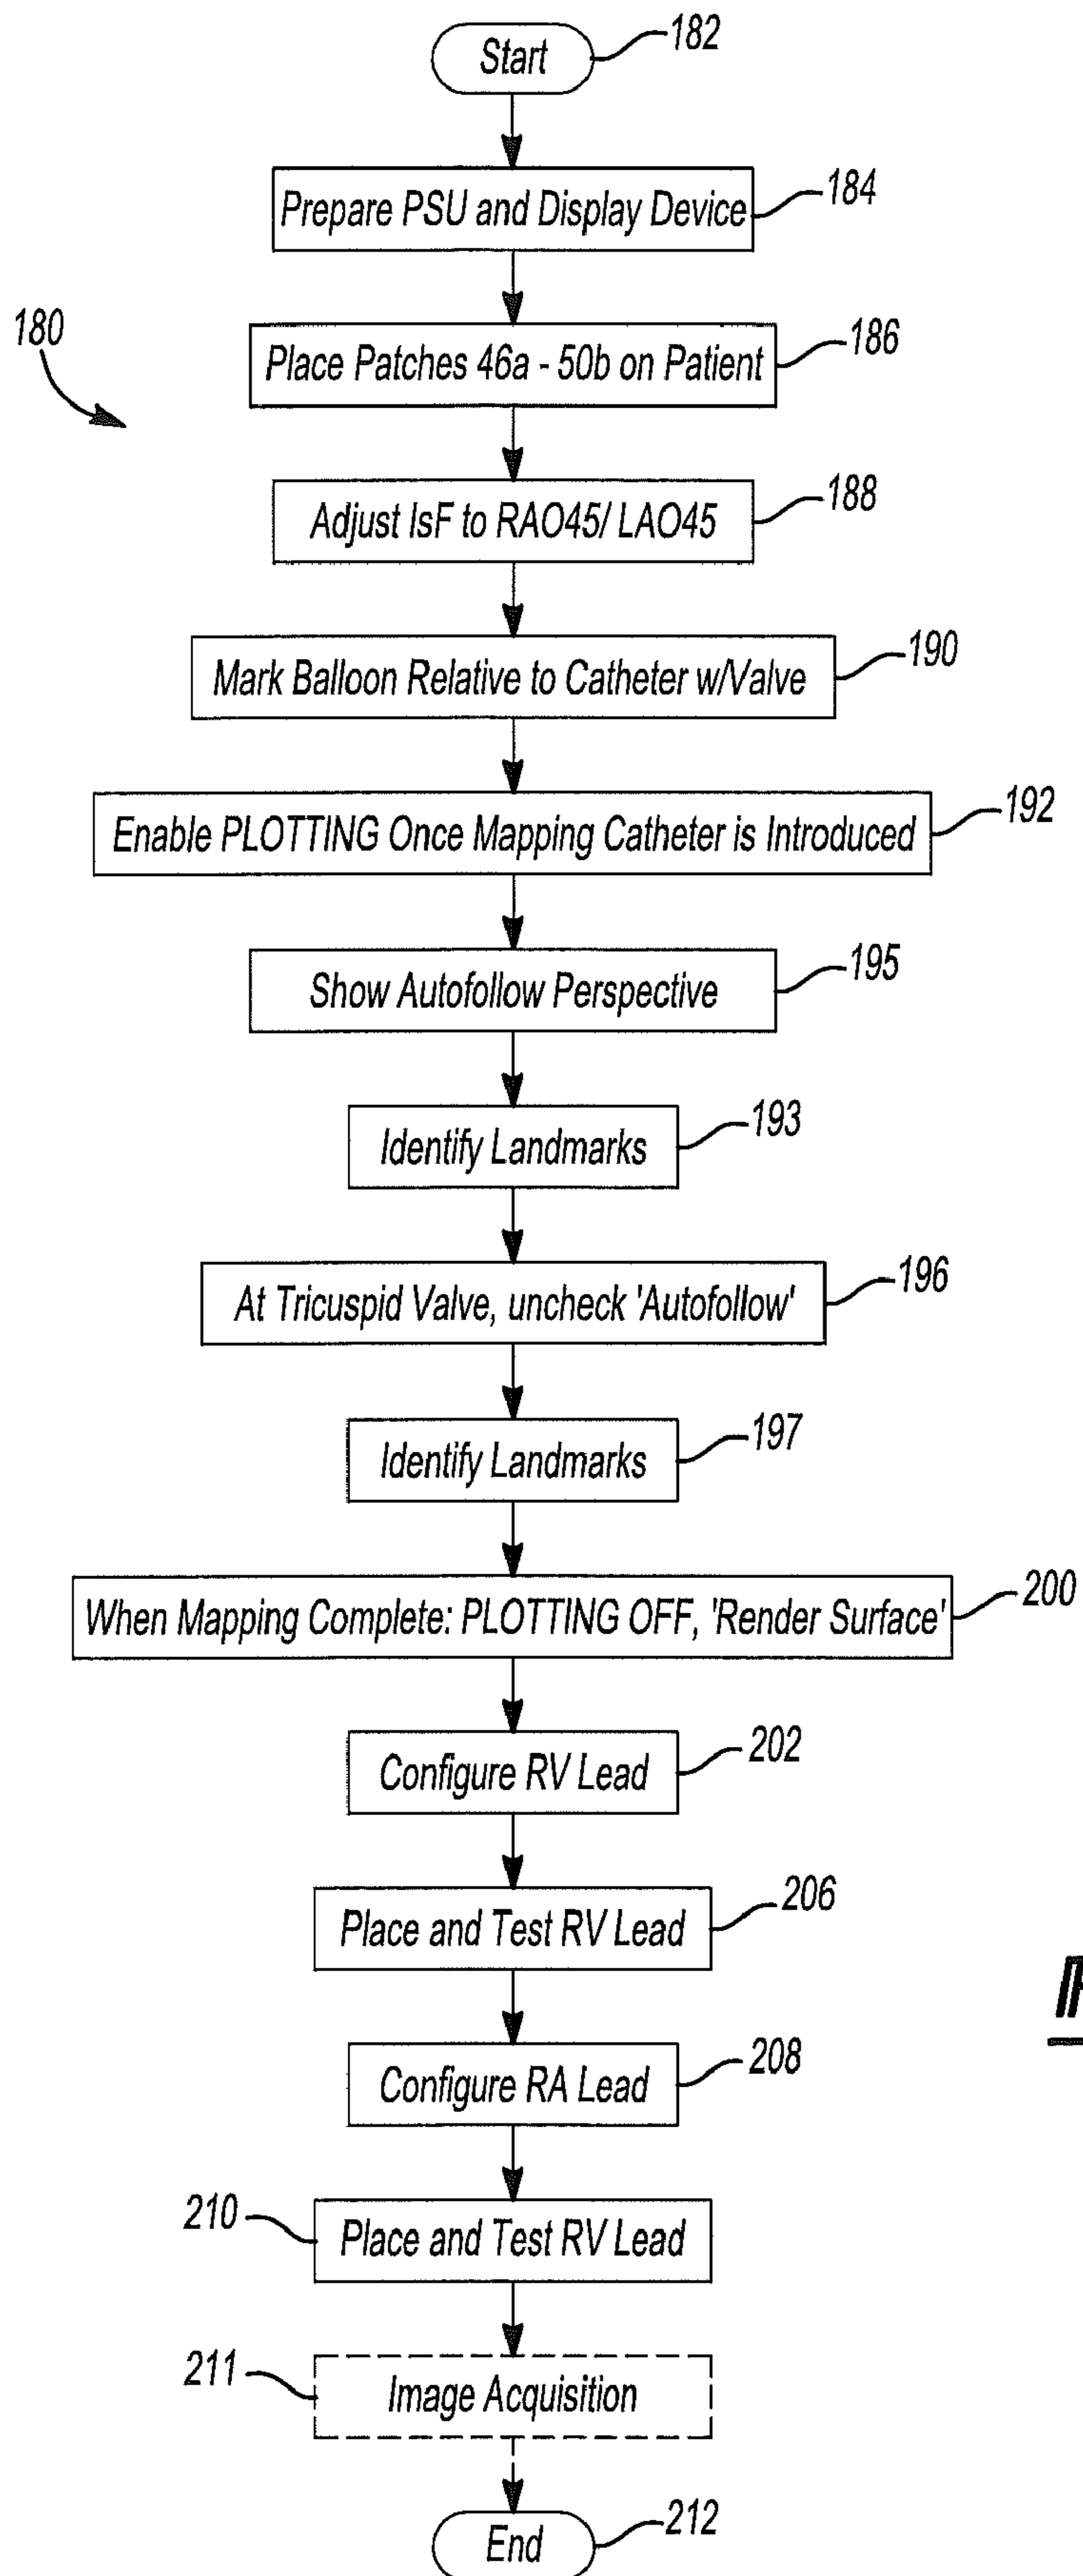 Start 182
Prepare PSU and Display Device 184
180
Place Patches 46a - 50b on Patient 186
Adjust IsF to RAO45/ LAO45 188
Mark Balloon Relative to Catheter w/Valve 190
Enable PLOTTING Once Mapping Catheter is Introduced 192
Show Autofollow Perspective 195
Identify Landmarks 193
At Tricuspid Valve, uncheck 'Autofollow' 196
Identify Landmarks 197
When Mapping Complete: PLOTTING OFF, 'Render Surface' 200
Configure RV Lead 202
Place and Test RV Lead 206
Configure RA Lead 208
210 Place and Test RV Lead
211 Image Acquisition
End 212